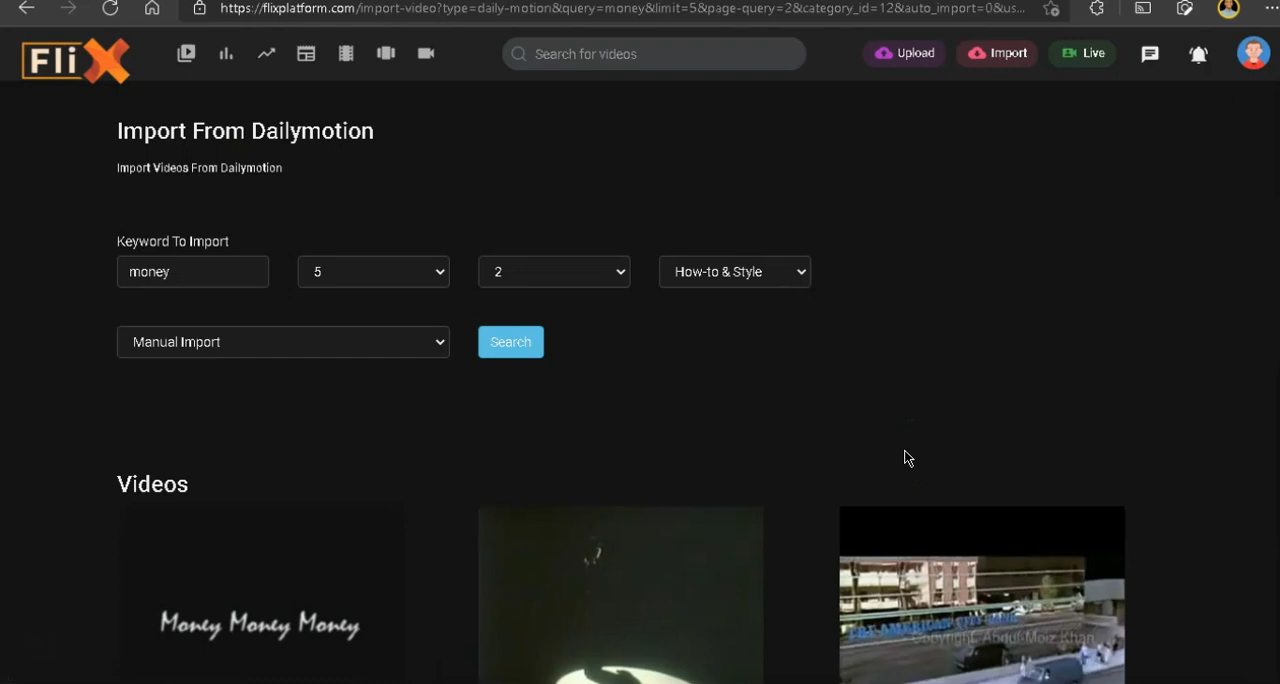 https://flixplatform.com/import-video?type=daily-motion&query=money&limit=5&page-query=2&category_id=12&auto_import=0&us...
FliX
Search for videos
Upload
Import
Live
Import From Dailymotion
Import Videos From Dailymotion
Keyword To Import
money
5
2
How-to & Style
Manual Import
Search
Videos
Money Money Money
Copyright, Abdul Moiz Khan